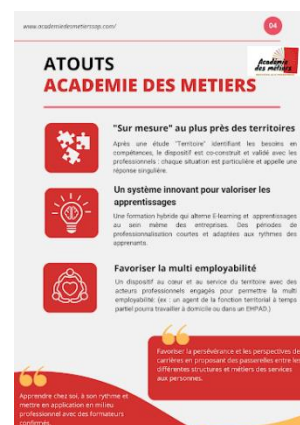 www.academiedesmetierssap.com/
04
Académie
des métiers
ATOUTS
ACADEMIE DES METIERS
"Sur mesure" au plus près des territoires
Après une étude "Territoire" identifiant les besoins en
compétences, le dispositif est co-construit et validé avec les
professionnels : chaque situation est particulière et appelle une
réponse singulière.
Un système innovant pour valoriser les
apprentissages
Une formation hybride qui alterne E-learning et apprentissages
au sein même des entreprises. Des périodes de
professionnalisation courtes et adaptées aux rythmes des
apprenants.
Favoriser la multi employabilité
Un dispositif au cœur et au service du territoire avec des
acteurs professionnels engagés pour permettre la multi
employabilité: (ex : un agent de la fonction territorial à temps
partiel pourra travailler à domicile ou dans un EHPAD.)
Favoriser la persévérance et les perspectives de
carrières en proposant des passerelles entre les
différentes structures et métiers des services
aux personnes.
Apprendre chez soi, à son rythme et
mettre en application en milieu
professionnel avec des formateurs
confirmés.